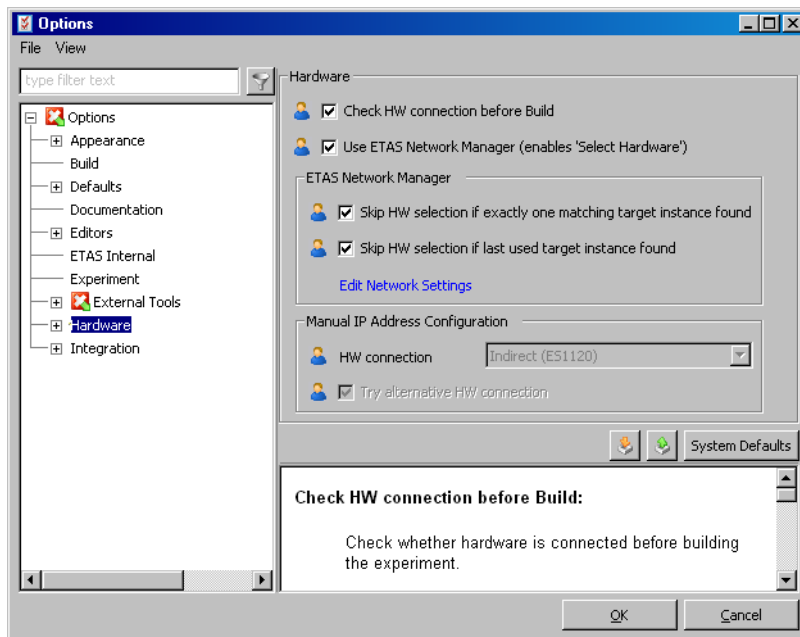 Options
File View
type filter text
Options
Appearance
Build
Defaults
Documentation
Editors
ETAS Internal
Experiment
External Tools
Hardware
Integration
Hardware
Check HW connection before Build
Use ETAS Network Manager (enables 'Select Hardware')
ETAS Network Manager
Skip HW selection if exactly one matching target instance found
Skip HW selection if last used target instance found
Edit Network Settings
Manual IP Address Configuration
HW connection Indirect (ES1120)
Try alternative HW connection
System Defaults
Check HW connection before Build:
Check whether hardware is connected before building
the experiment.
OK Cancel